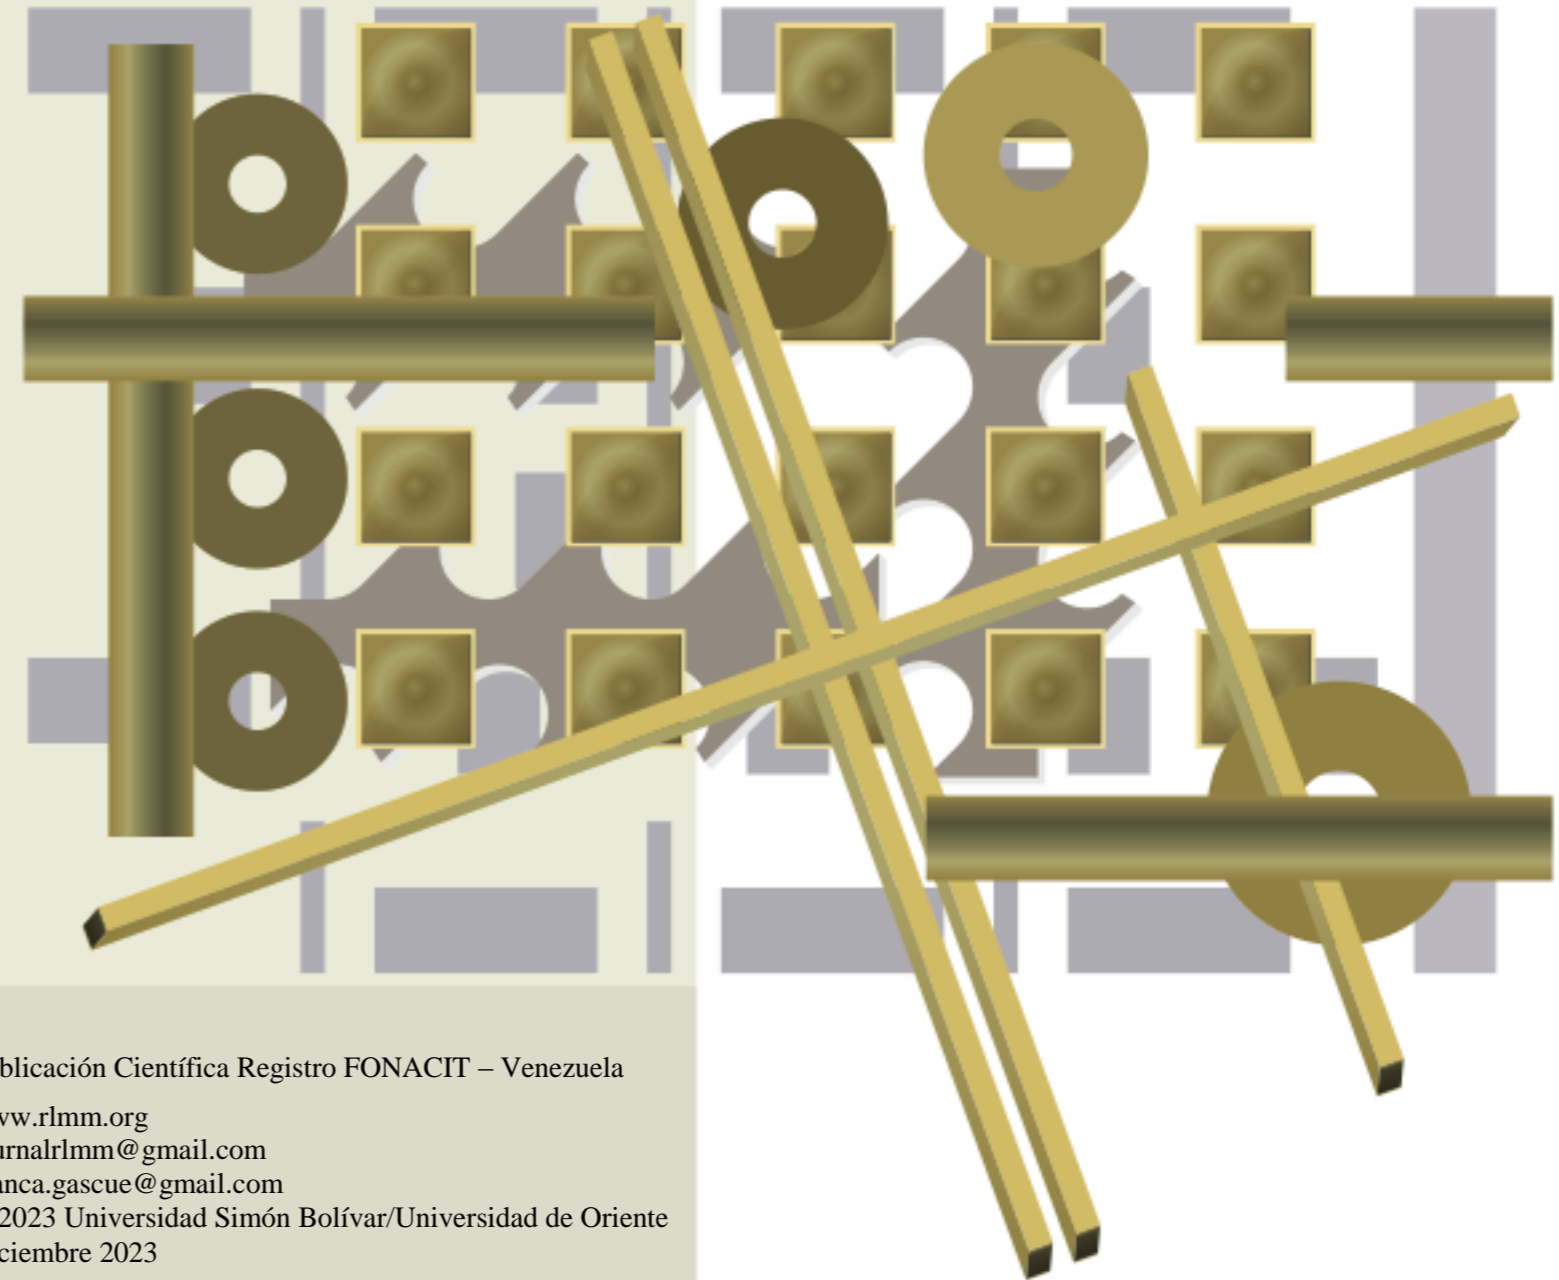 blicación Científica Registro FONACIT – Venezuela
ww.rlmm.org
urnalrlmm@gmail.com
anca.gascue@gmail.com
2023 Universidad Simón Bolívar/Universidad de Oriente
ciembre 2023